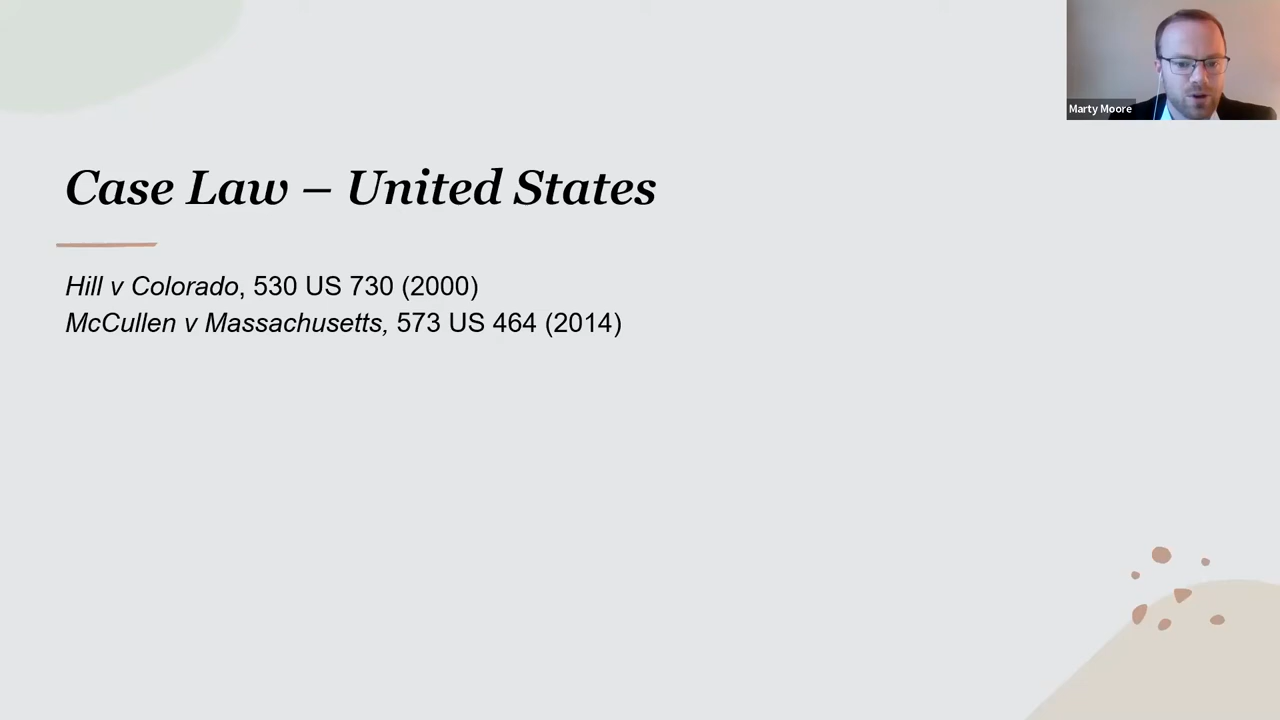 Marty Moore
Case Law – United States
Hill v Colorado, 530 US 730 (2000)
McCullen v Massachusetts, 573 US 464 (2014)